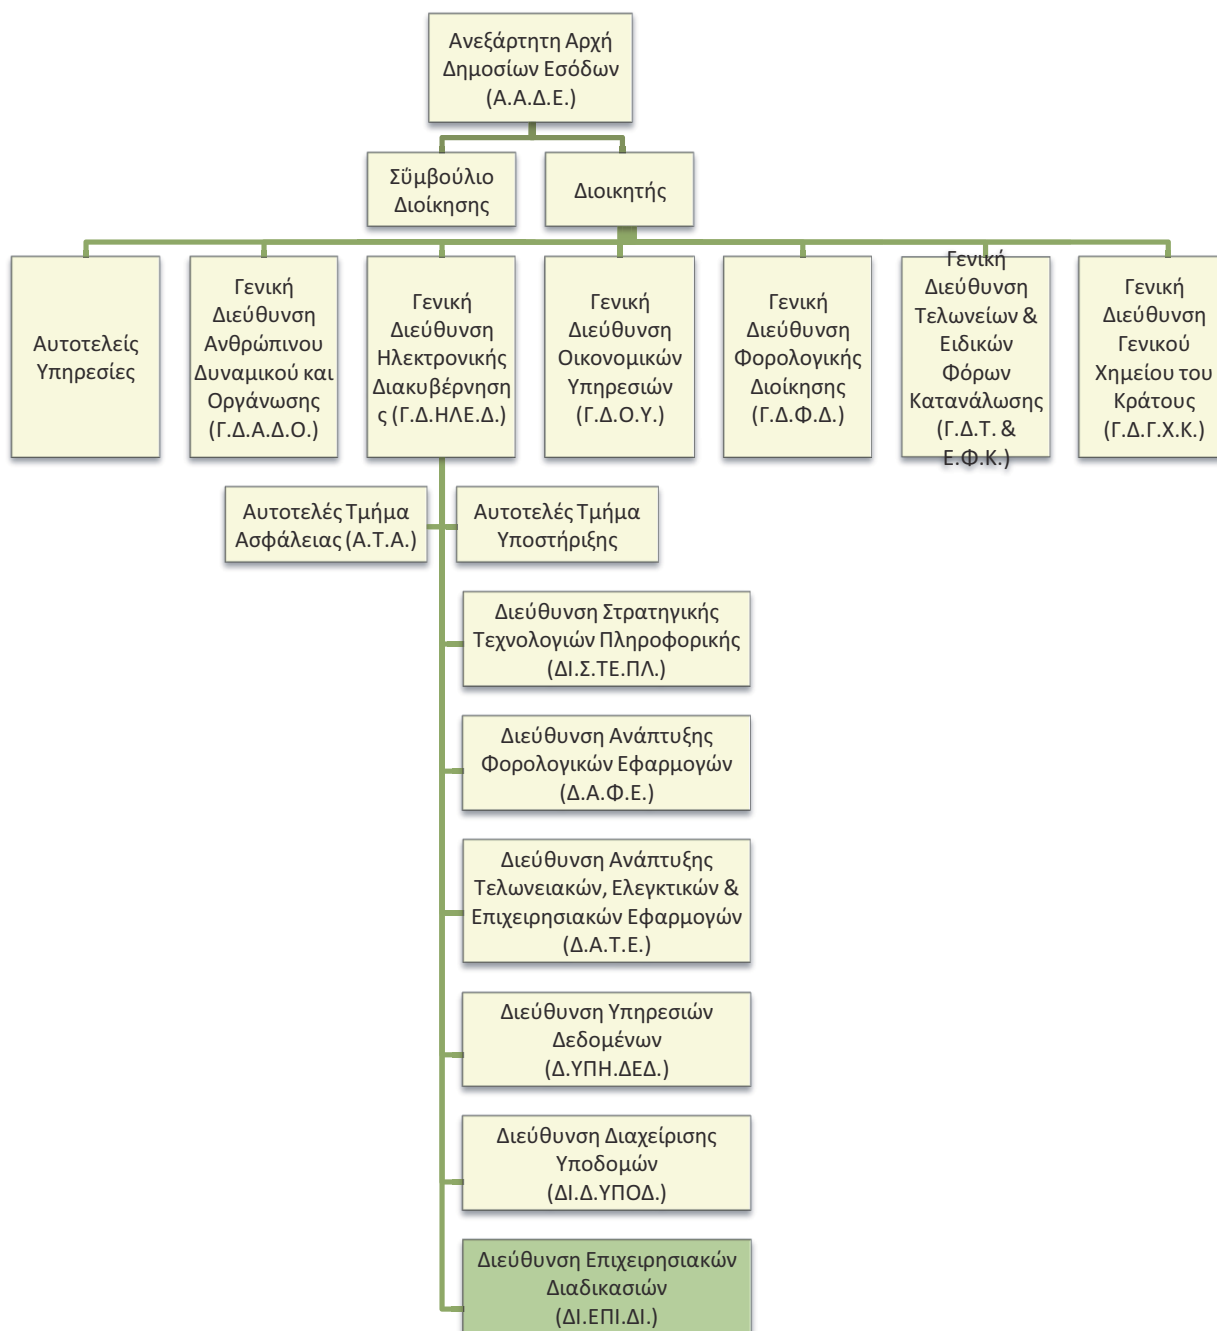 Ανεξάρτητη Αρχή
Δημοσίων Εσόδων
(Α.Α.Δ.Ε.)
Σΰμβούλιο
Διοίκησης
Διοικητής
Αυτοτελείς
Υπηρεσίες
Γενική
Διεύθυνση
Ανθρώπινου
Δυναμικού και
Οργάνωσης
(Γ.Δ.Α.Δ.Ο.)
Γενική
Διεύθυνση
Ηλεκτρονικής
Διακυβέρνηση
ς (Γ.Δ.ΗΛΕ.Δ.)
Γενική
Διεύθυνση
Οικονομικών
Υπηρεσιών
(Γ.Δ.Ο.Υ.)
Γενική
Διεύθυνση
Φορολογικής
Διοίκησης
(Γ.Δ.Φ.Δ.)
Γενική
Διεύθυνση
Τελωνείων &
Ειδικών
Φόρων
Κατανάλωσης
(Γ.Δ.Τ. &
Ε.Φ.Κ.)
Γενική
Διεύθυνση
Γενικού
Χημείου του
Κράτους
(Γ.Δ.Γ.Χ.Κ.)
Αυτοτελές Τμήμα
Ασφάλειας (Α.Τ.Α.)
Αυτοτελές Τμήμα
Υποστήριξης
Διεύθυνση Στρατηγικής
Τεχνολογιών Πληροφορικής
(ΔΙ.Σ.ΤΕ.ΠΛ.)
Διεύθυνση Ανάπτυξης
Φορολογικών Εφαρμογών
(Δ.Α.Φ.Ε.)
Διεύθυνση Ανάπτυξης
Τελωνειακών, Ελεγκτικών &
Επιχειρησιακών Εφαρμογών
(Δ.Α.Τ.Ε.)
Διεύθυνση Υπηρεσιών
Δεδομένων
(Δ.ΥΠΗ.ΔΕΔ.)
Διεύθυνση Διαχείρισης
Υποδομών
(ΔΙ.Δ.ΥΠΟΔ.)
Διεύθυνση Επιχειρησιακών
Διαδικασιών
(ΔΙ.ΕΠΙ.ΔΙ.)